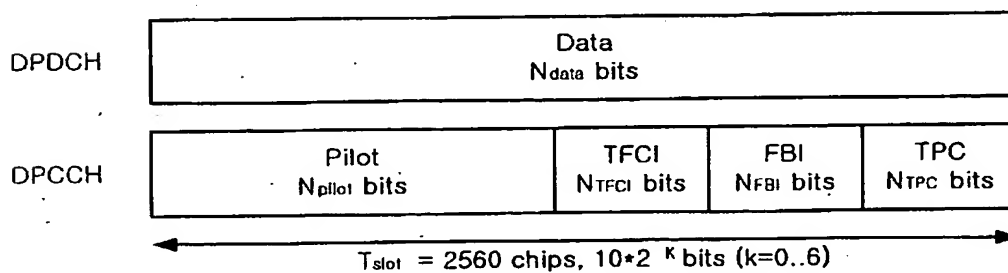 DPDCH
Data
Ndata bits
DPCCH
Pilot
Npilot bits
TFCI
NTFCI bits
FBI
NFBI bits
TPC
NTPC bits
Tslot = 2560 chips, 10*2 K bits (k=0..6)